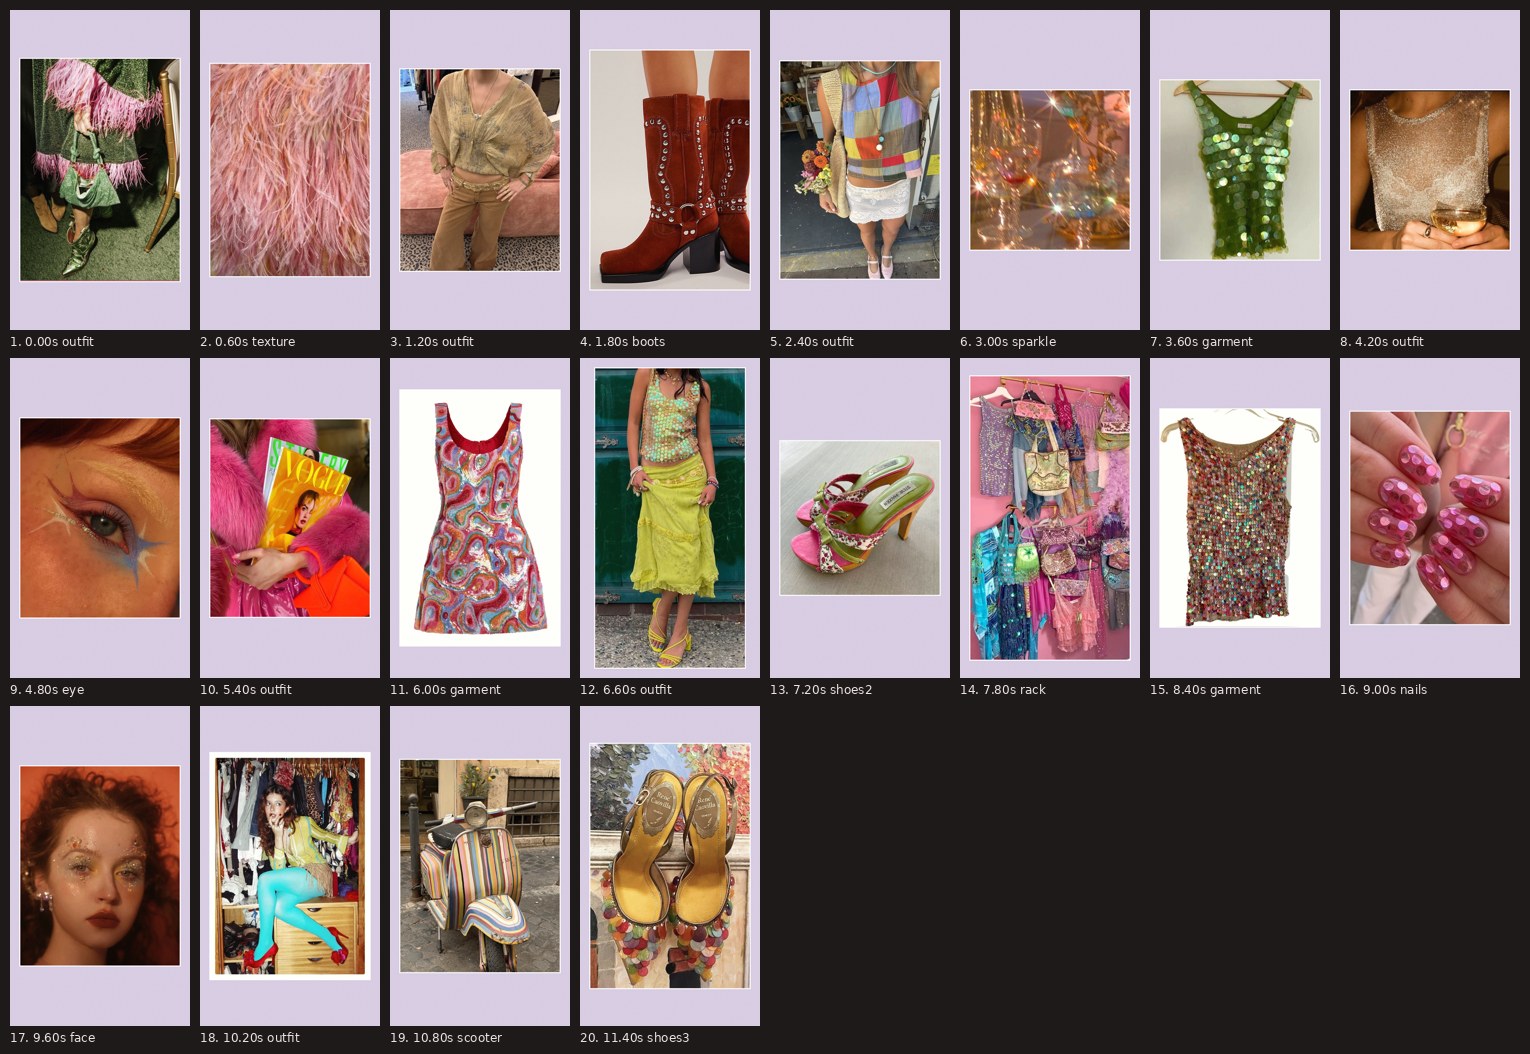 1. 0.00s outfit
2. 0.60s texture
3. 1.20s outfit
4. 1.80s boots
5. 2.40s outfit
6. 3.00s sparkle
7. 3.60s garment
8. 4.20s outfit
VOGUE
9. 4.80s eye
10. 5.40s outfit
11. 6.00s garment
12. 6.60s outfit
13. 7.20s shoes2
14. 7.80s rack
15. 8.40s garment
16. 9.00s nails
René
Caovilla
René
Caovilla
17. 9.60s face
18. 10.20s outfit
19. 10.80s scooter
20. 11.40s shoes3